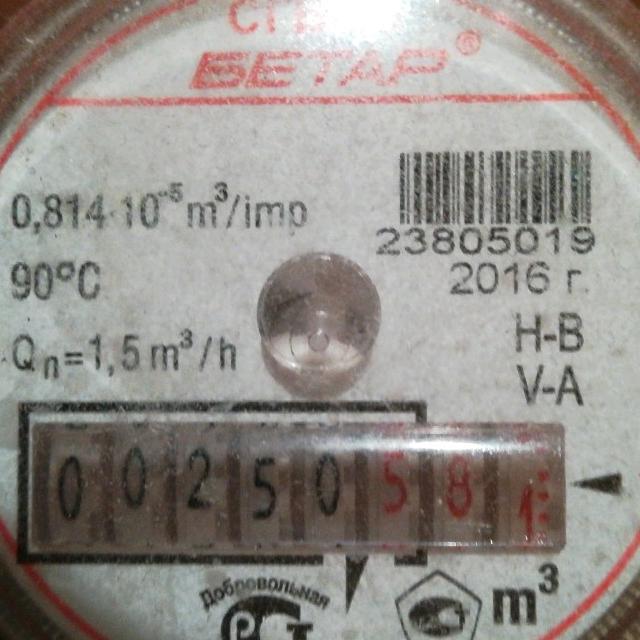 БЕТАР®
0,814·10⁻⁵ m³/imp
23805019
90°C
2016 г.
Qn=1,5 m³/h
H-B
V-A
00250581
m³
Добровольная